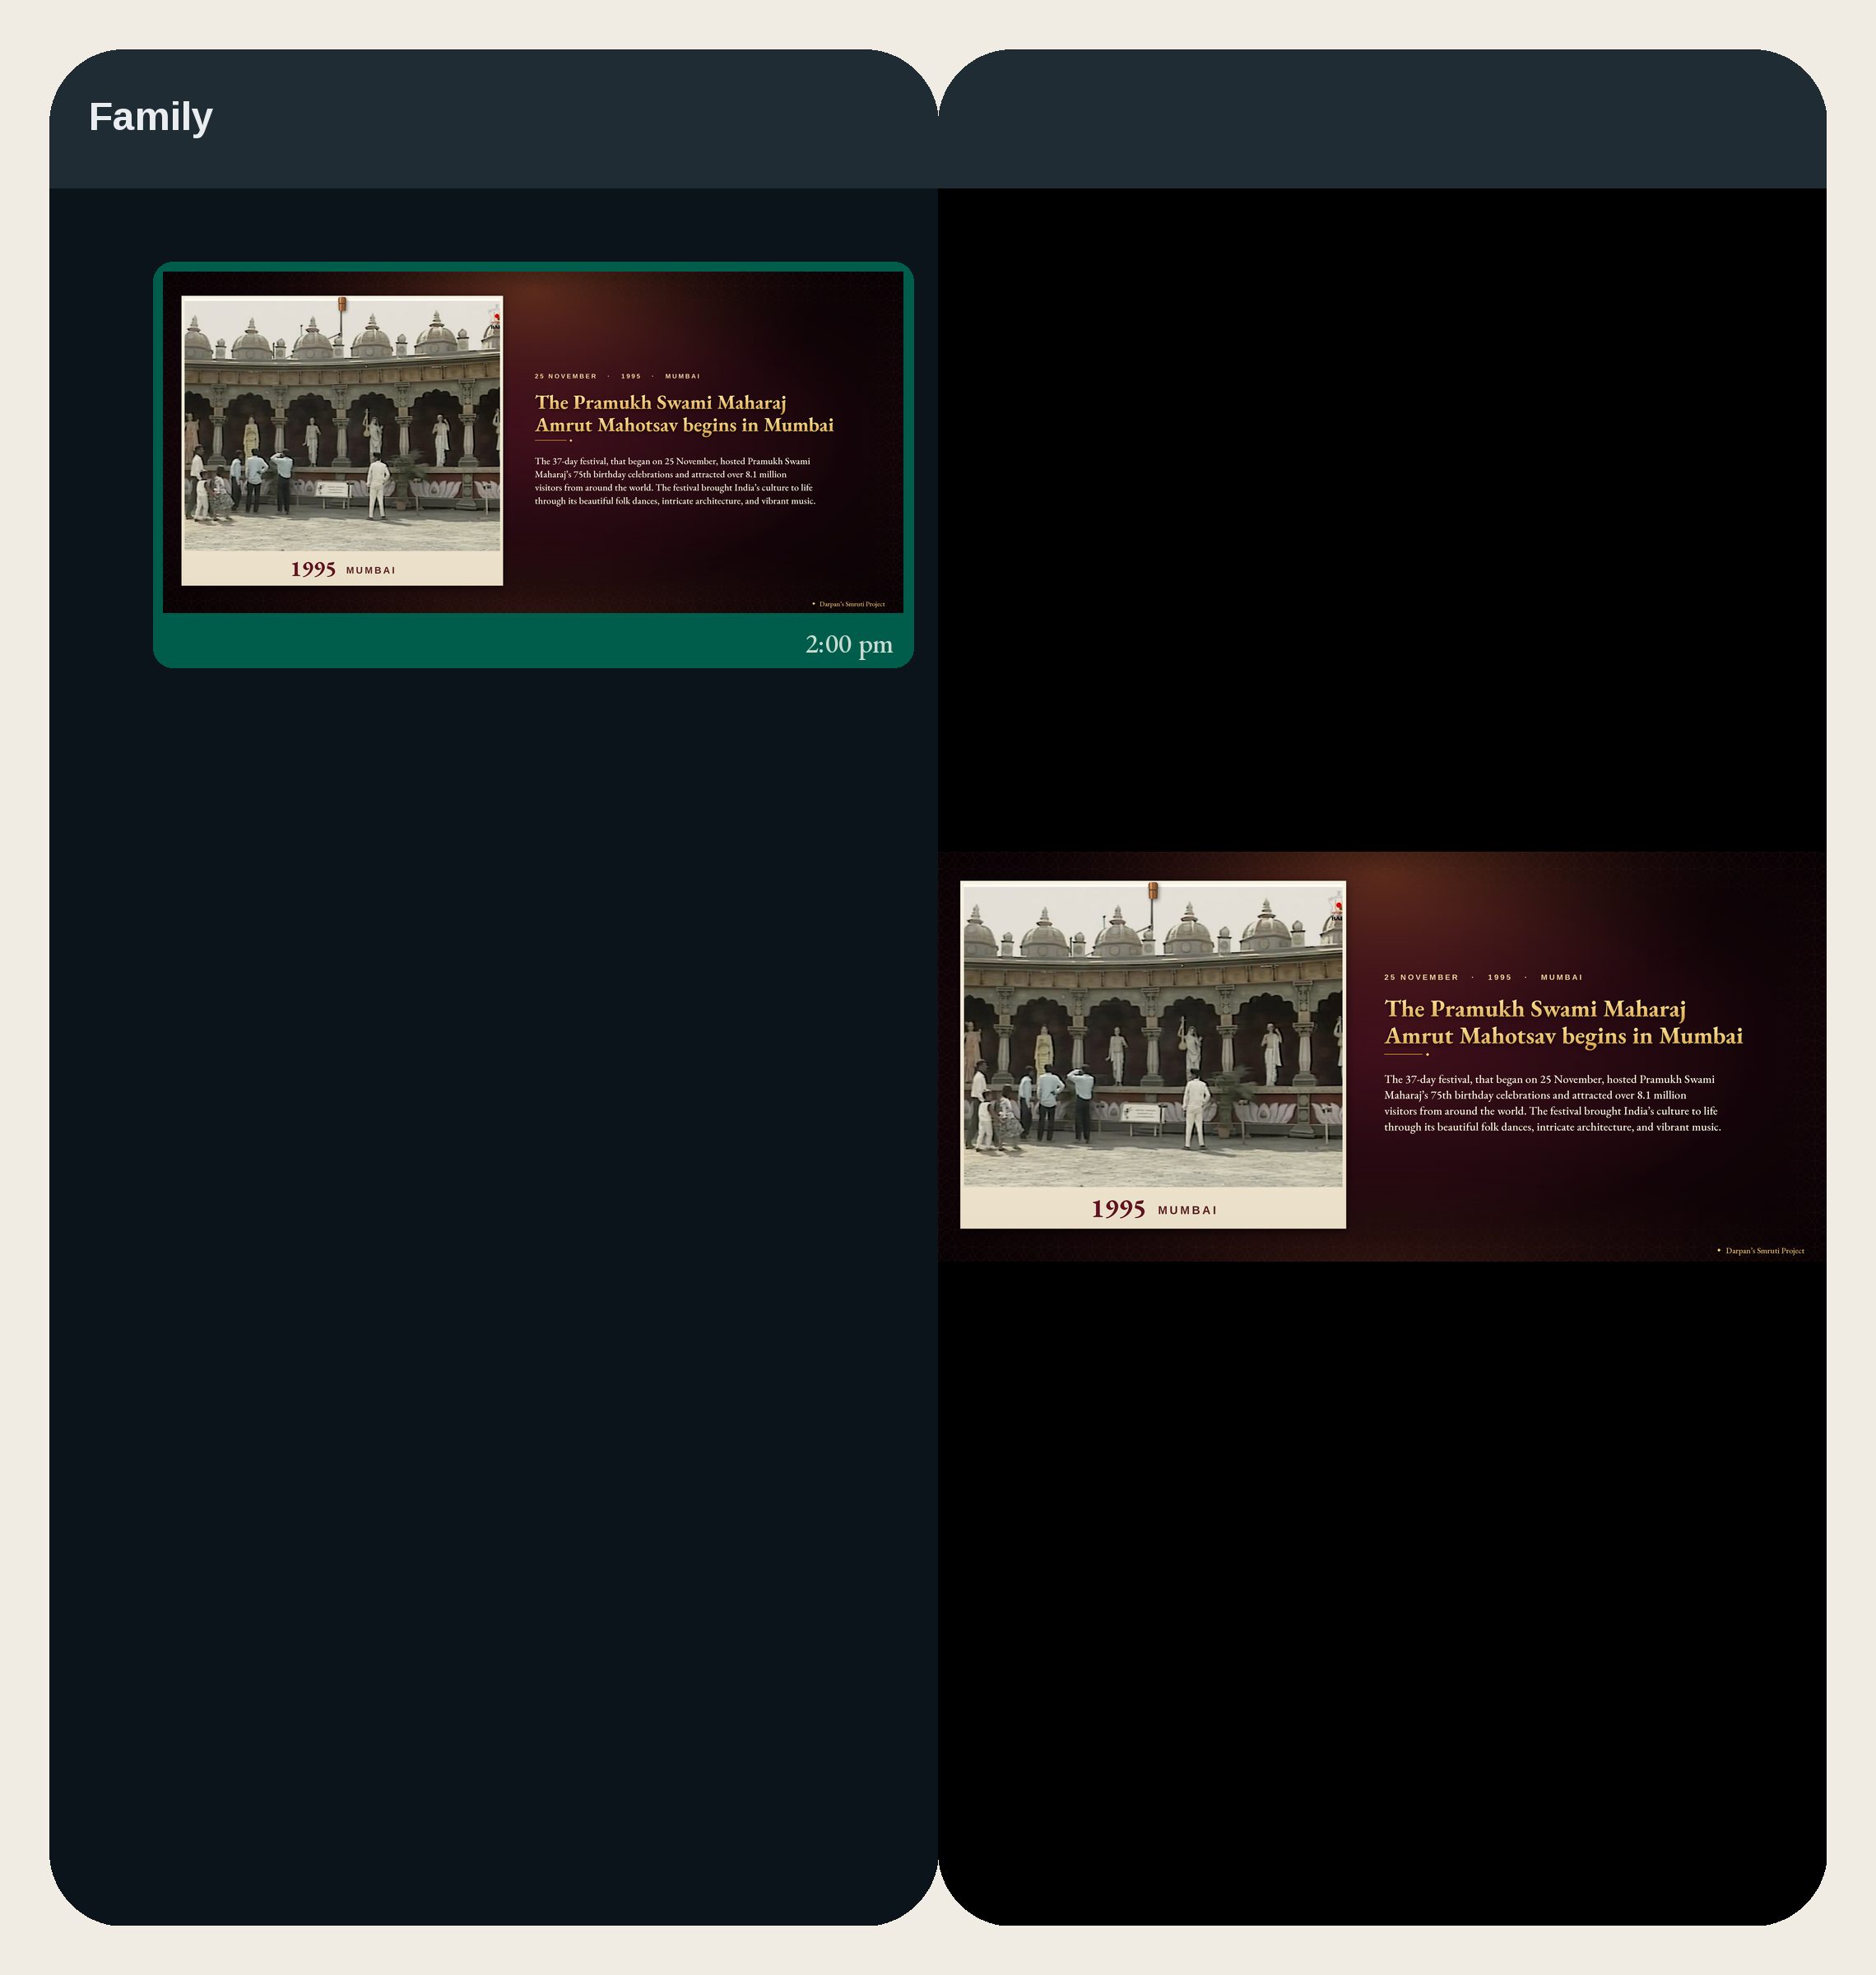 Family
25 NOVEMBER · 1995 · MUMBAI
The Pramukh Swami Maharaj
Amrut Mahotsav begins in Mumbai
The 37-day festival, that began on 25 November, hosted Pramukh Swami
Maharaj’s 75th birthday celebrations and attracted over 8.1 million
visitors from around the world. The festival brought India’s culture to life
through its beautiful folk dances, intricate architecture, and vibrant music.
1995 MUMBAI
Darpan’s Smruti Project
2:00 pm
25 NOVEMBER · 1995 · MUMBAI
The Pramukh Swami Maharaj
Amrut Mahotsav begins in Mumbai
The 37-day festival, that began on 25 November, hosted Pramukh Swami
Maharaj’s 75th birthday celebrations and attracted over 8.1 million
visitors from around the world. The festival brought India’s culture to life
through its beautiful folk dances, intricate architecture, and vibrant music.
1995 MUMBAI
Darpan’s Smruti Project